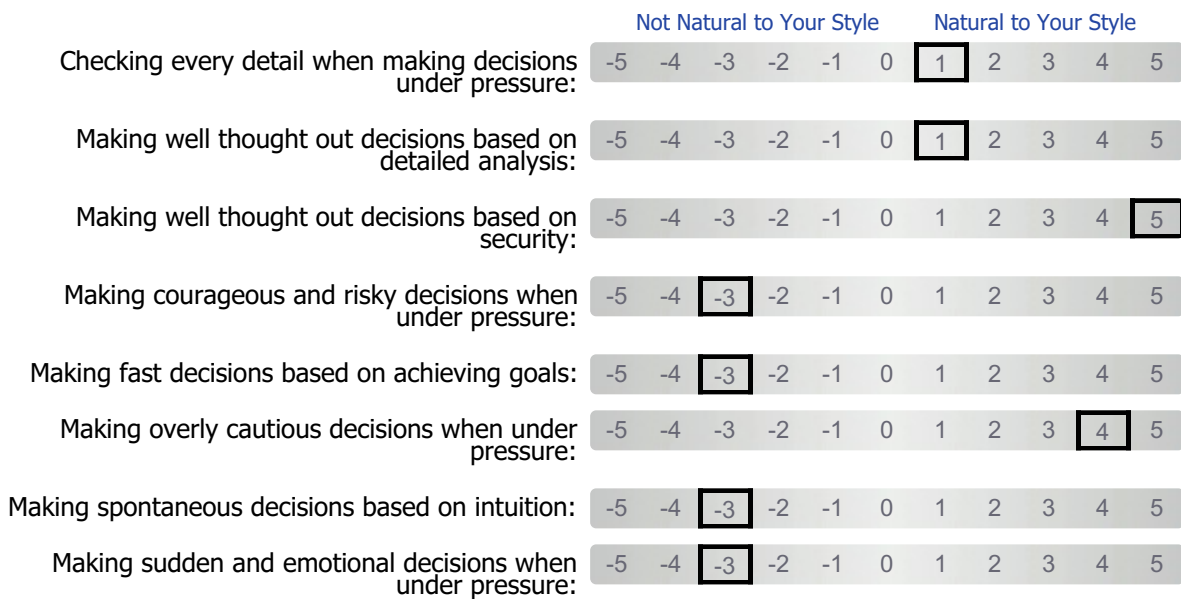 Not Natural to Your Style Natural to Your Style
Checking every detail when making decisions
under pressure:
-5 -4 -3 -2 -1 0 1 2 3 4 5
Making well thought out decisions based on
detailed analysis:
-5 -4 -3 -2 -1 0 1 2 3 4 5
Making well thought out decisions based on
security:
-5 -4 -3 -2 -1 0 1 2 3 4 5
Making courageous and risky decisions when
under pressure:
-5 -4 -3 -2 -1 0 1 2 3 4 5
Making fast decisions based on achieving goals:
-5 -4 -3 -2 -1 0 1 2 3 4 5
Making overly cautious decisions when under
pressure:
-5 -4 -3 -2 -1 0 1 2 3 4 5
Making spontaneous decisions based on intuition:
-5 -4 -3 -2 -1 0 1 2 3 4 5
Making sudden and emotional decisions when
under pressure:
-5 -4 -3 -2 -1 0 1 2 3 4 5